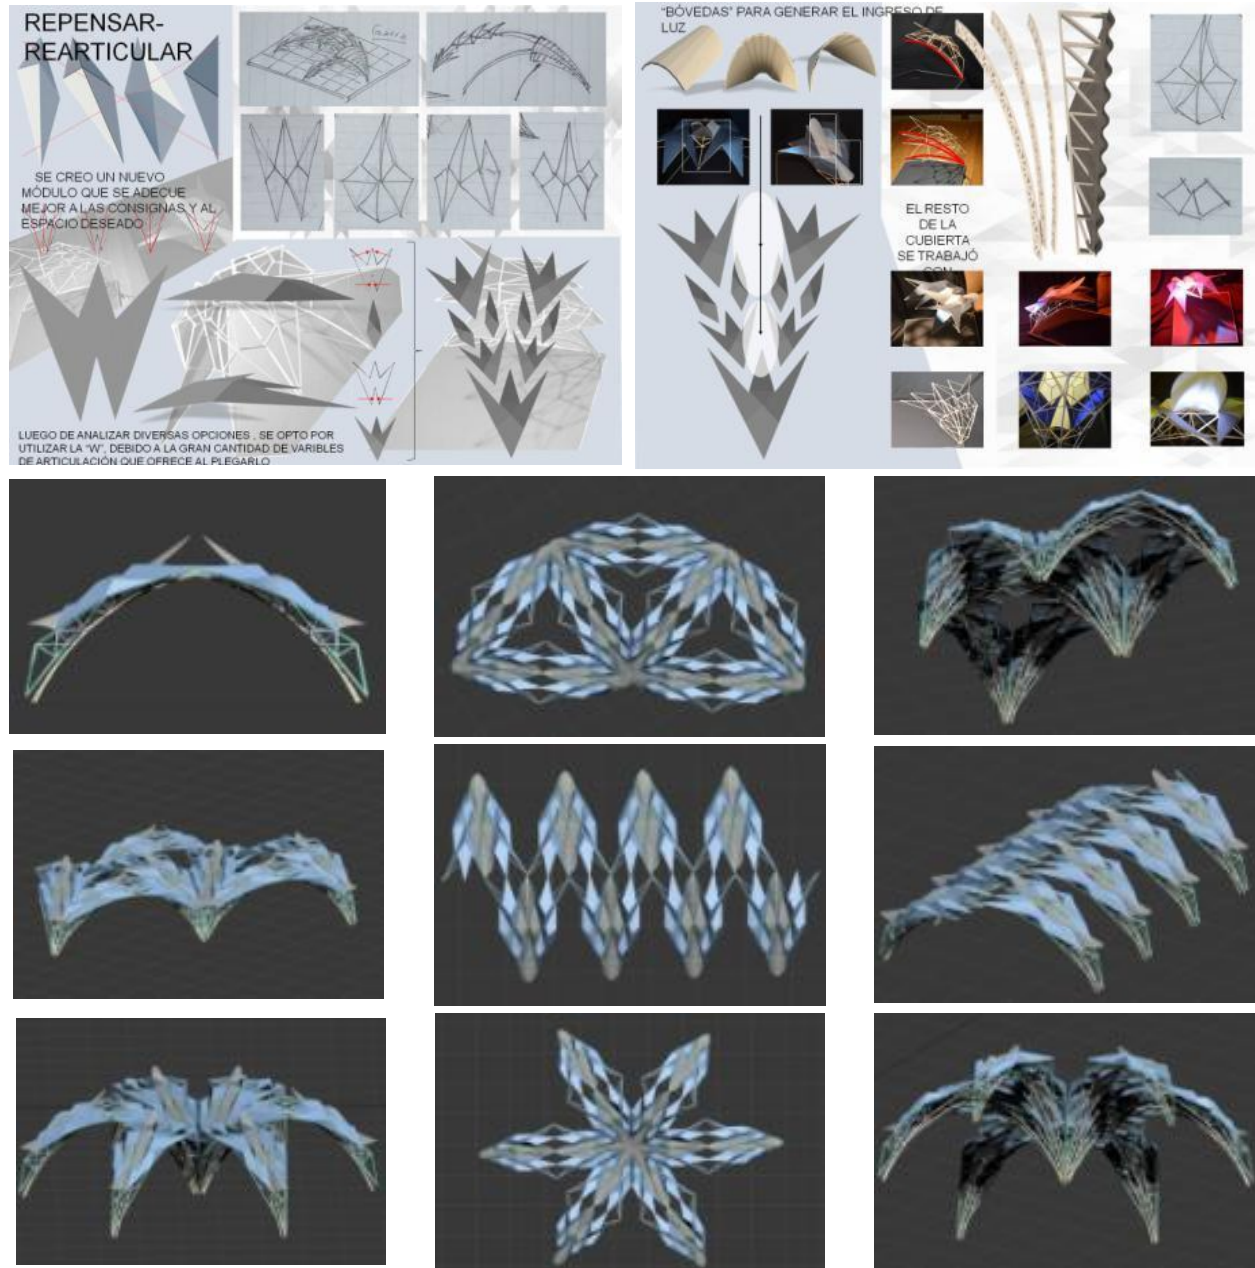 REPENSAR-
REARTICULAR
SE CREO UN NUEVO
MÓDULO QUE SE ADECUE
MEJOR A LAS CONSIGNAS Y AL
ESPACIO DESEADO
LUEGO DE ANALIZAR DIVERSAS OPCIONES , SE OPTO POR
UTILIZAR LA "W", DEBIDO A LA GRAN CANTIDAD DE VARIBLES
DE ARTICULACIÓN QUE OFRECE AL PLEGARLO
"BÓVEDAS" PARA GENERAR EL INGRESO DE
LUZ
EL RESTO
DE LA
CUBIERTA
SE TRABAJÓ
CON